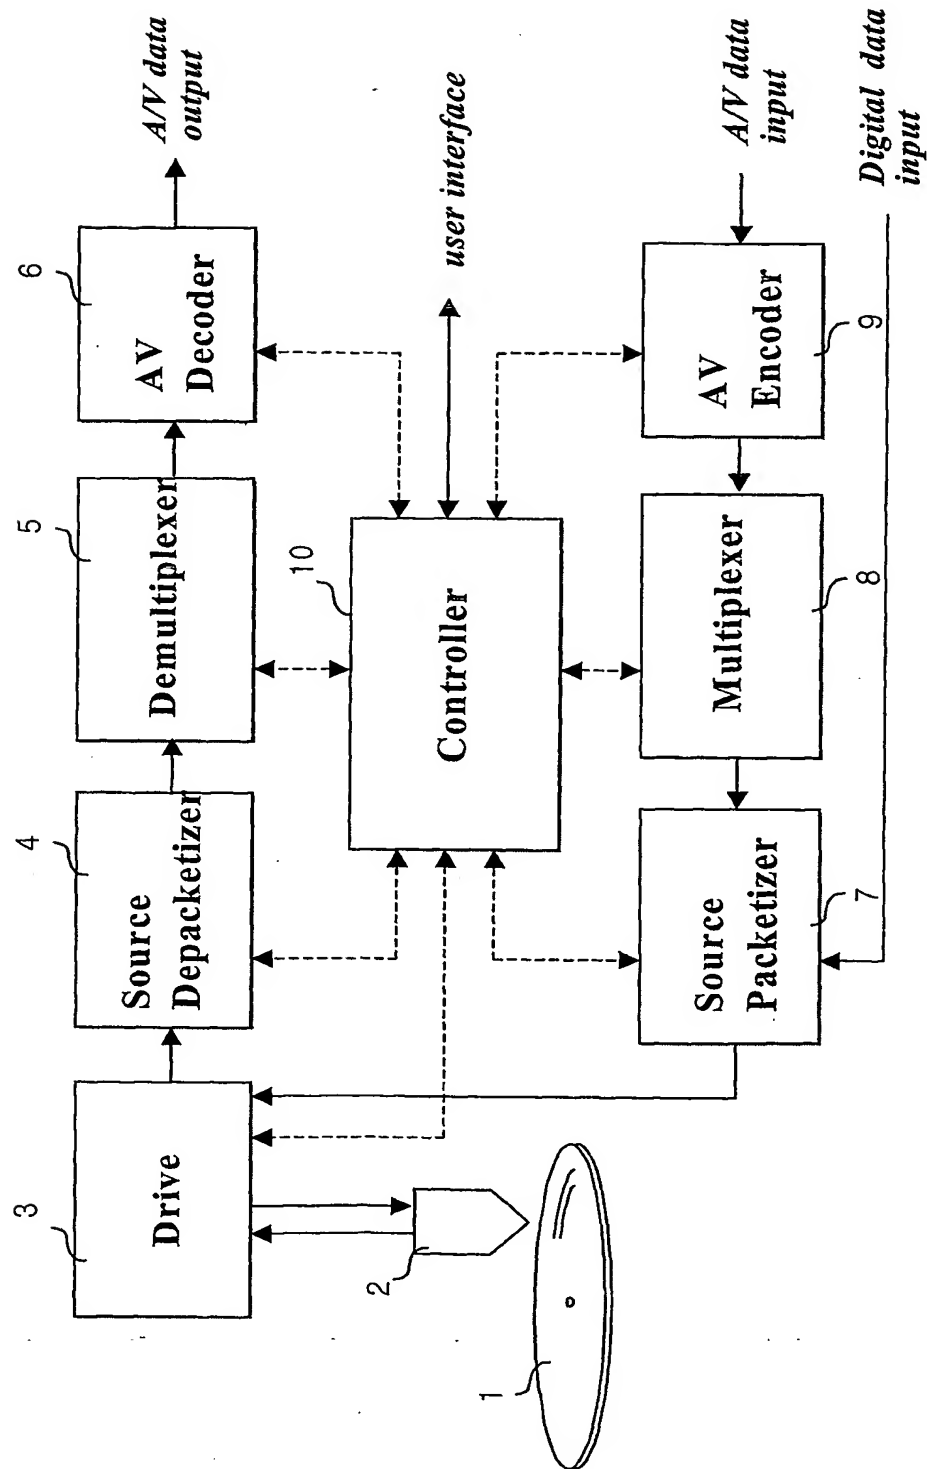 3
Drive
4
Source
Depacketizer
5
Demultiplexer
6
AV
Decoder
A/V data
output
2
1
10
Controller
user interface
Source
Packetizer
7
Multiplexer
8
AV
Encoder
9
A/V data
input
Digital data
input